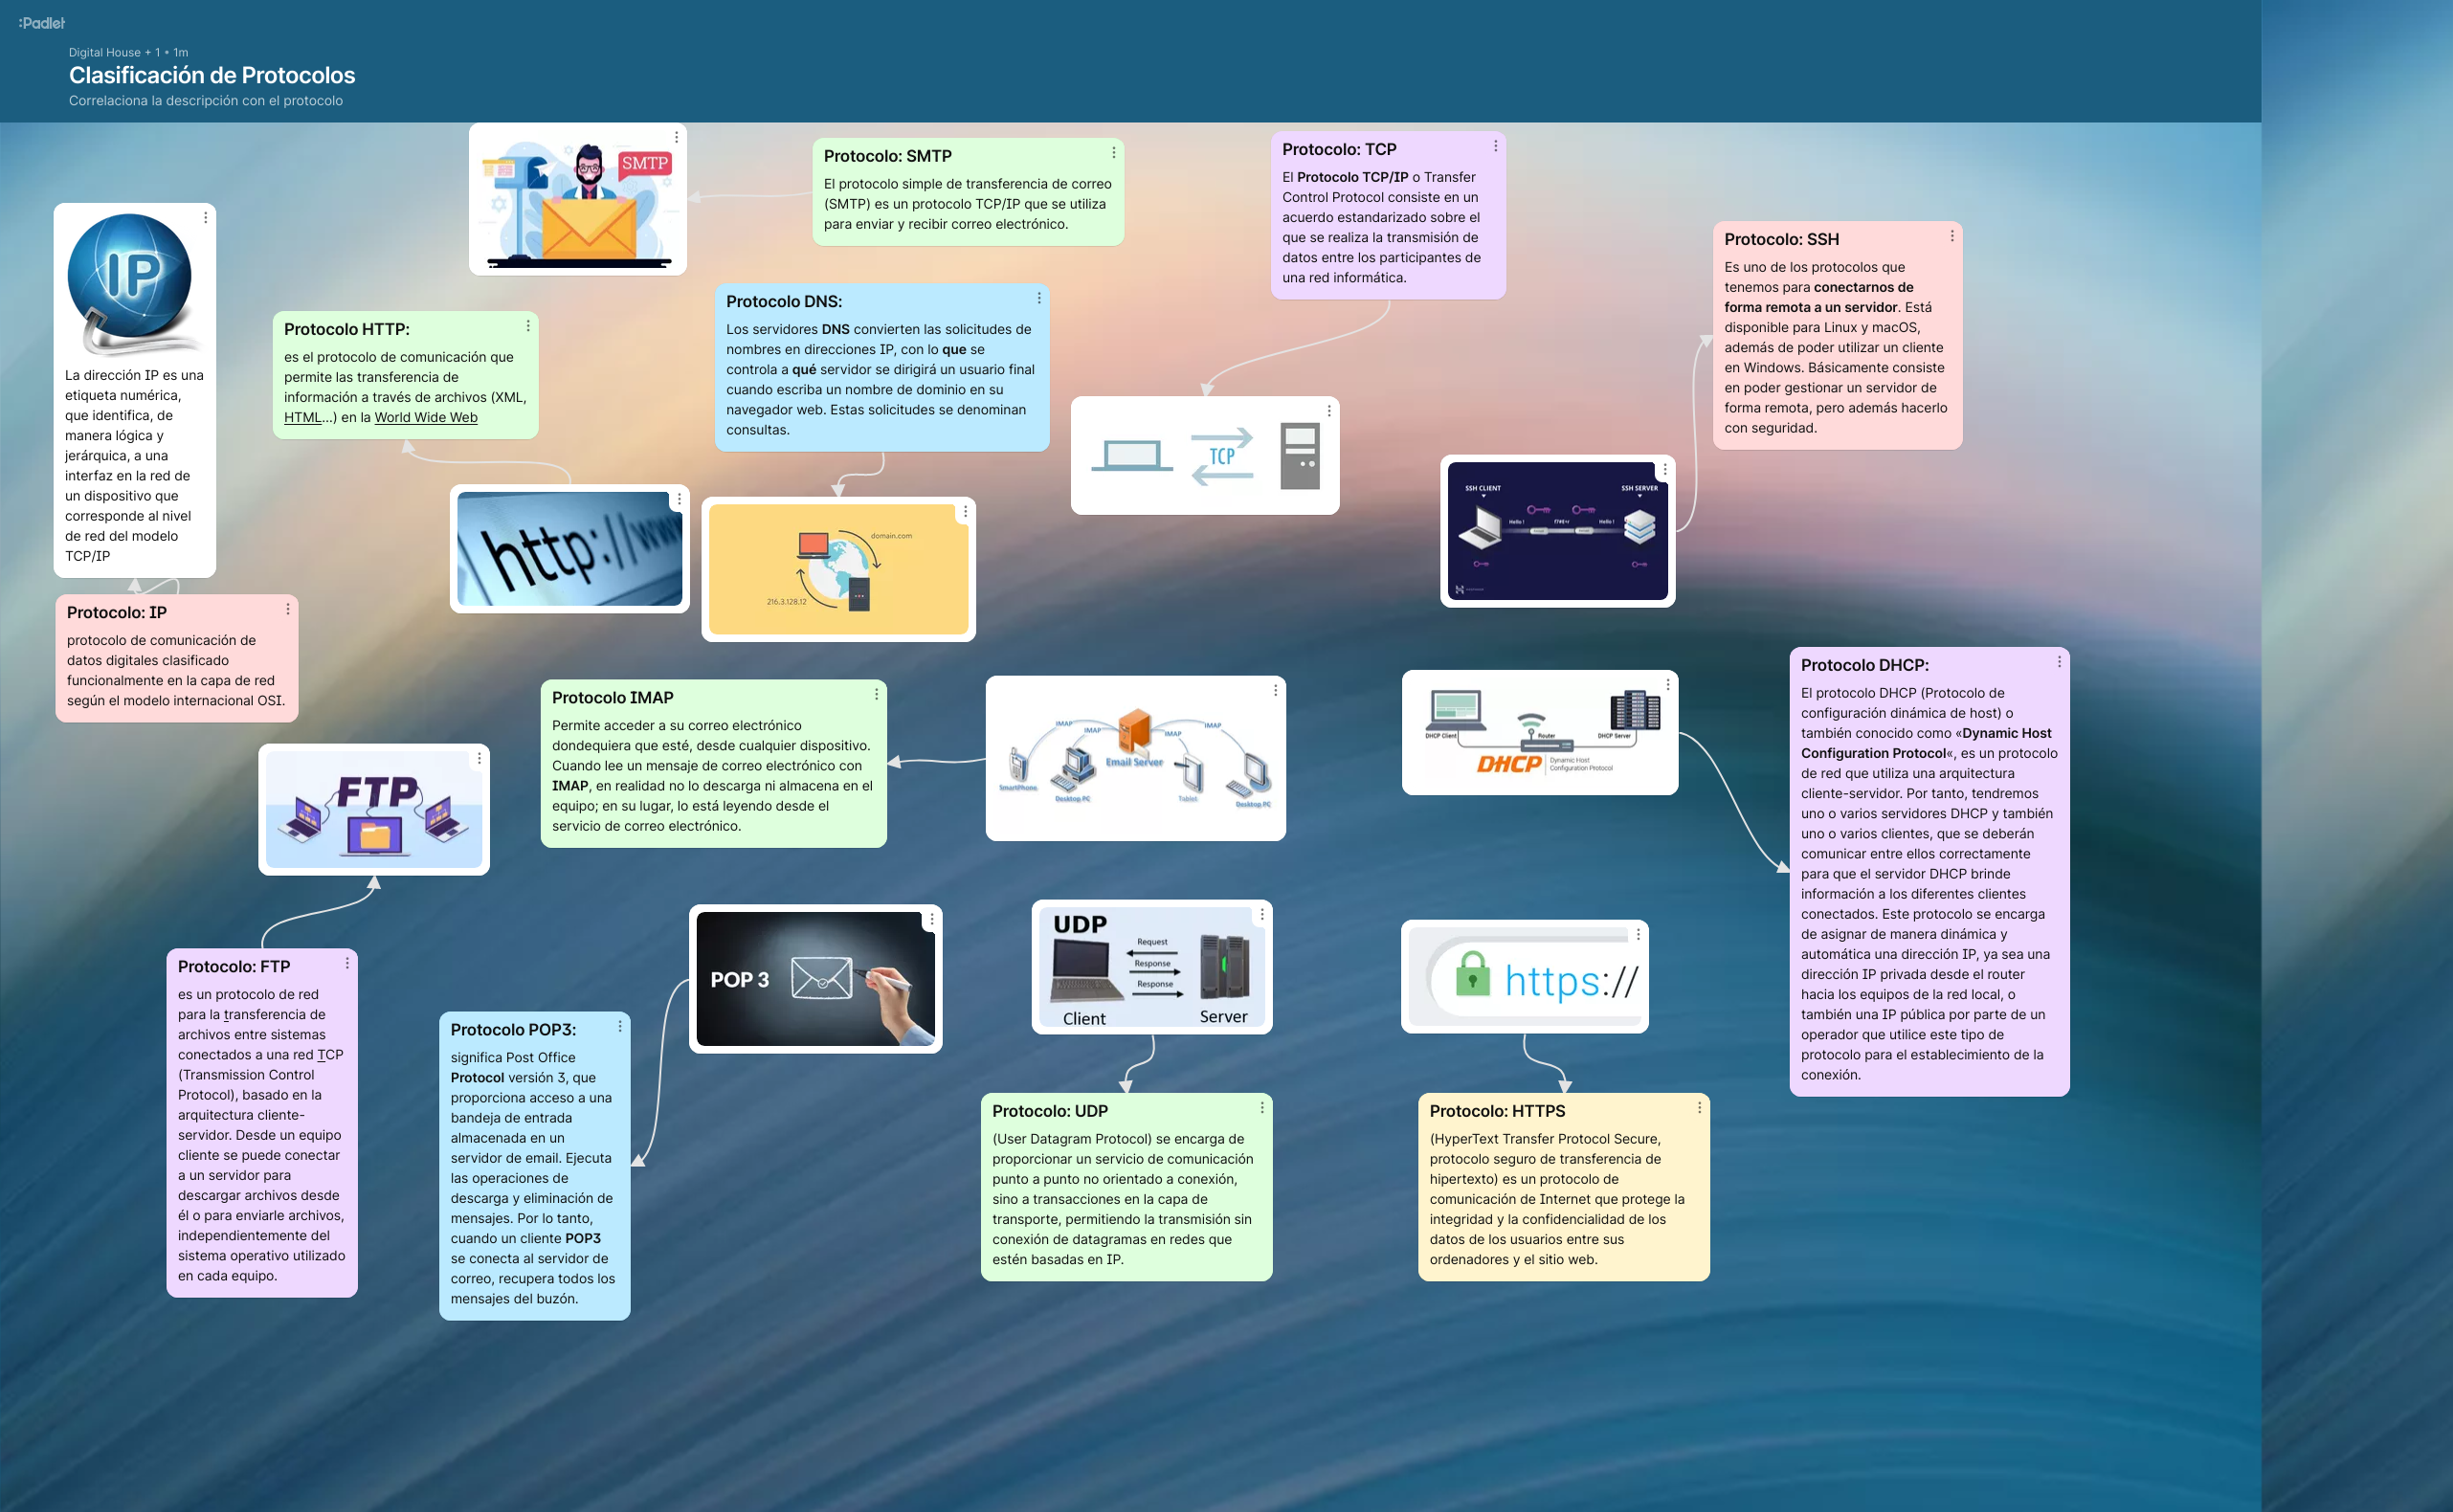 :Padlet
Digital House + 1 • 1m
Clasificación de Protocolos
Correlaciona la descripción con el protocolo
SMTP
Protocolo: SMTP
El protocolo simple de transferencia de correo
(SMTP) es un protocolo TCP/IP que se utiliza
para enviar y recibir correo electrónico.
Protocolo: TCP
El Protocolo TCP/IP o Transfer
Control Protocol consiste en un
acuerdo estandarizado sobre el
que se realiza la transmisión de
datos entre los participantes de
una red informática.
Protocolo: SSH
Es uno de los protocolos que
tenemos para conectarnos de
forma remota a un servidor. Está
disponible para Linux y macOS,
además de poder utilizar un cliente
en Windows. Básicamente consiste
en poder gestionar un servidor de
forma remota, pero además hacerlo
con seguridad.
IP
La dirección IP es una
etiqueta numérica,
que identifica, de
manera lógica y
jerárquica, a una
interfaz en la red de
un dispositivo que
corresponde al nivel
de red del modelo
TCP/IP
Protocolo HTTP:
es el protocolo de comunicación que
permite las transferencia de
información a través de archivos (XML,
HTML...) en la World Wide Web
Protocolo DNS:
Los servidores DNS convierten las solicitudes de
nombres en direcciones IP, con lo que se
controla a qué servidor se dirigirá un usuario final
cuando escriba un nombre de dominio en su
navegador web. Estas solicitudes se denominan
consultas.
TCP
SSH CLIENT
SSH SERVER
Hello !
Hello !
http://www
domain.com
216.3.128.12
Protocolo: IP
protocolo de comunicación de
datos digitales clasificado
funcionalmente en la capa de red
según el modelo internacional OSI.
Protocolo IMAP
Permite acceder a su correo electrónico
dondequiera que esté, desde cualquier dispositivo.
Cuando lee un mensaje de correo electrónico con
IMAP, en realidad no lo descarga ni almacena en el
equipo; en su lugar, lo está leyendo desde el
servicio de correo electrónico.
IMAP
IMAP
IMAP
IMAP
Email Server
SmartPhone
Desktop PC
Tablet
Desktop PC
DHCP Client
Router
DHCP Server
DHCP
Dynamic Host
Configuration Protocol
Protocolo DHCP:
El protocolo DHCP (Protocolo de
configuración dinámica de host) o
también conocido como «Dynamic Host
Configuration Protocol«, es un protocolo
de red que utiliza una arquitectura
cliente-servidor. Por tanto, tendremos
uno o varios servidores DHCP y también
uno o varios clientes, que se deberán
comunicar entre ellos correctamente
para que el servidor DHCP brinde
información a los diferentes clientes
conectados. Este protocolo se encarga
de asignar de manera dinámica y
automática una dirección IP, ya sea una
dirección IP privada desde el router
hacia los equipos de la red local, o
también una IP pública por parte de un
operador que utilice este tipo de
protocolo para el establecimiento de la
conexión.
FTP
Protocolo: FTP
es un protocolo de red
para la transferencia de
archivos entre sistemas
conectados a una red TCP
(Transmission Control
Protocol), basado en la
arquitectura cliente-
servidor. Desde un equipo
cliente se puede conectar
a un servidor para
descargar archivos desde
él o para enviarle archivos,
independientemente del
sistema operativo utilizado
en cada equipo.
POP 3
Protocolo POP3:
significa Post Office
Protocol versión 3, que
proporciona acceso a una
bandeja de entrada
almacenada en un
servidor de email. Ejecuta
las operaciones de
descarga y eliminación de
mensajes. Por lo tanto,
cuando un cliente POP3
se conecta al servidor de
correo, recupera todos los
mensajes del buzón.
UDP
Request
Response
Response
Client
Server
Protocolo: UDP
(User Datagram Protocol) se encarga de
proporcionar un servicio de comunicación
punto a punto no orientado a conexión,
sino a transacciones en la capa de
transporte, permitiendo la transmisión sin
conexión de datagramas en redes que
estén basadas en IP.
https://
Protocolo: HTTPS
(HyperText Transfer Protocol Secure,
protocolo seguro de transferencia de
hipertexto) es un protocolo de
comunicación de Internet que protege la
integridad y la confidencialidad de los
datos de los usuarios entre sus
ordenadores y el sitio web.